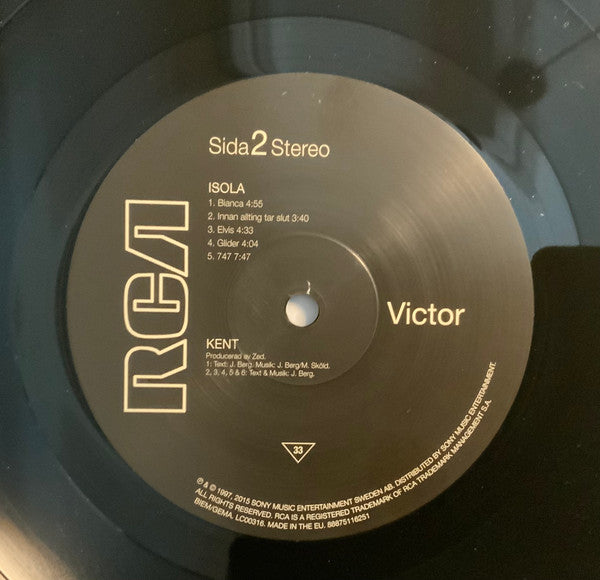 Sida 2 Stereo
ISOLA
1. Bianca 4:55
2. Innan allting tar slut 3:40
3. Elvis 4:33
4. Glider 4:04
5. 747 7:47
RCA
Victor
KENT
Producerad av Zed.
1: Text: J. Berg. Musik: J. Berg/M. Sköld.
2, 3, 4, 5 & 6: Text & Musik: J. Berg.
33
℗ & © 1997, 2015 SONY MUSIC ENTERTAINMENT SWEDEN AB. DISTRIBUTED BY SONY MUSIC ENTERTAINMENT.
ALL RIGHTS RESERVED. RCA IS A REGISTERED TRADEMARK OF RCA TRADEMARK MANAGEMENT S.A.
BIEM/GEMA. LC00316. MADE IN THE EU. 88875116251